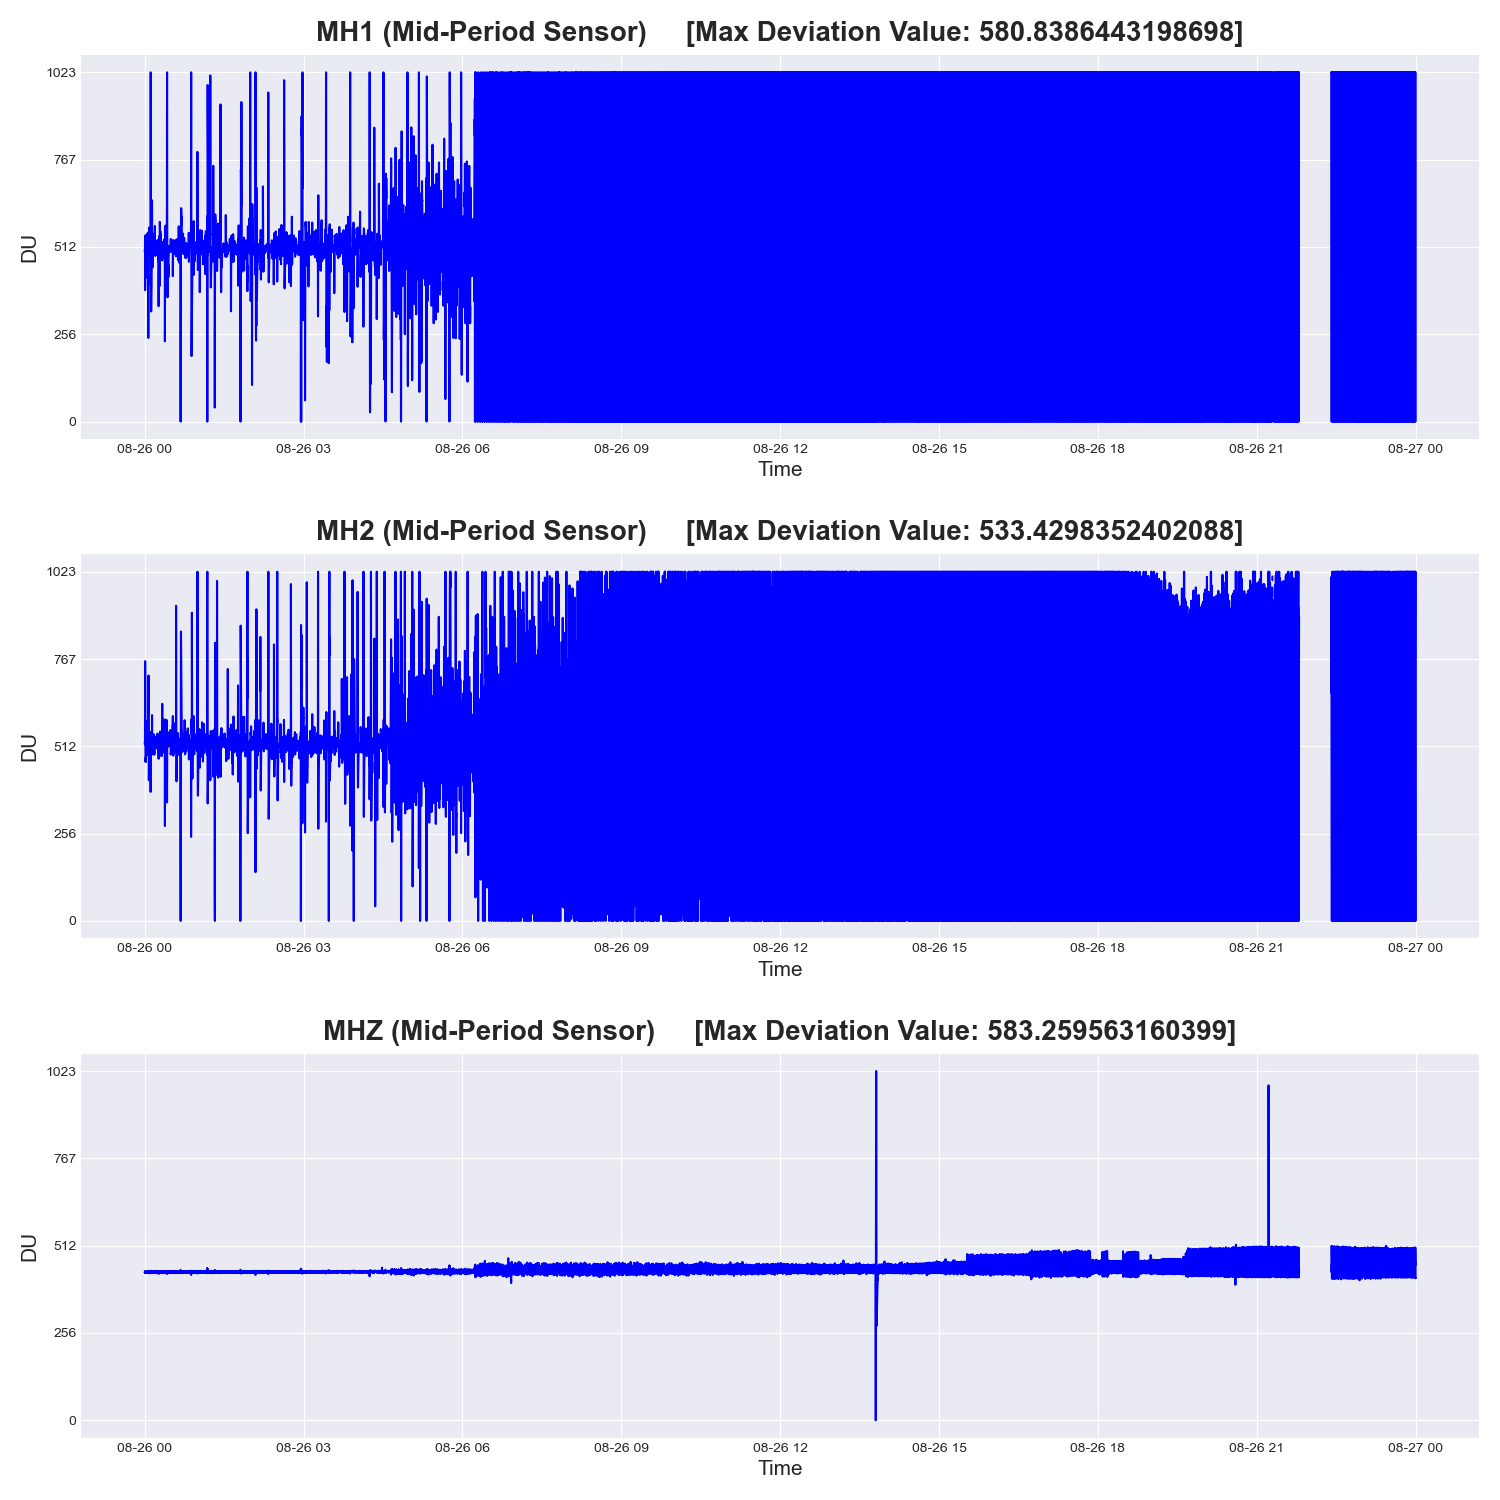 MH1 (Mid-Period Sensor) [Max Deviation Value: 580.8386443198698]
1023
767
512
256
0
DU
08-26 00 08-26 03 08-26 06 08-26 09 08-26 12 08-26 15 08-26 18 08-26 21 08-27 00
Time
MH2 (Mid-Period Sensor) [Max Deviation Value: 533.4298352402088]
1023
767
512
256
0
DU
08-26 00 08-26 03 08-26 06 08-26 09 08-26 12 08-26 15 08-26 18 08-26 21 08-27 00
Time
MHZ (Mid-Period Sensor) [Max Deviation Value: 583.259563160399]
1023
767
512
256
0
DU
08-26 00 08-26 03 08-26 06 08-26 09 08-26 12 08-26 15 08-26 18 08-26 21 08-27 00
Time